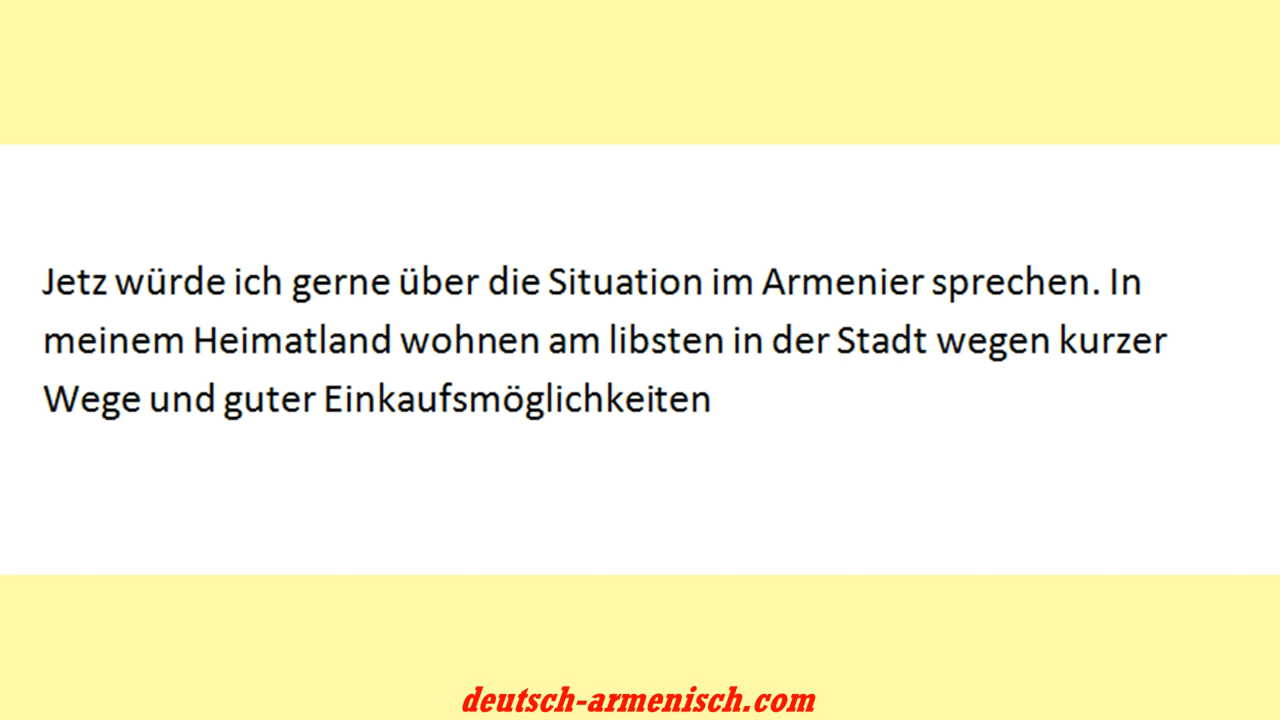 Jetz würde ich gerne über die Situation im Armenier sprechen. In
meinem Heimatland wohnen am libsten in der Stadt wegen kurzer
Wege und guter Einkaufsmöglichkeiten
deutsch-armenisch.com